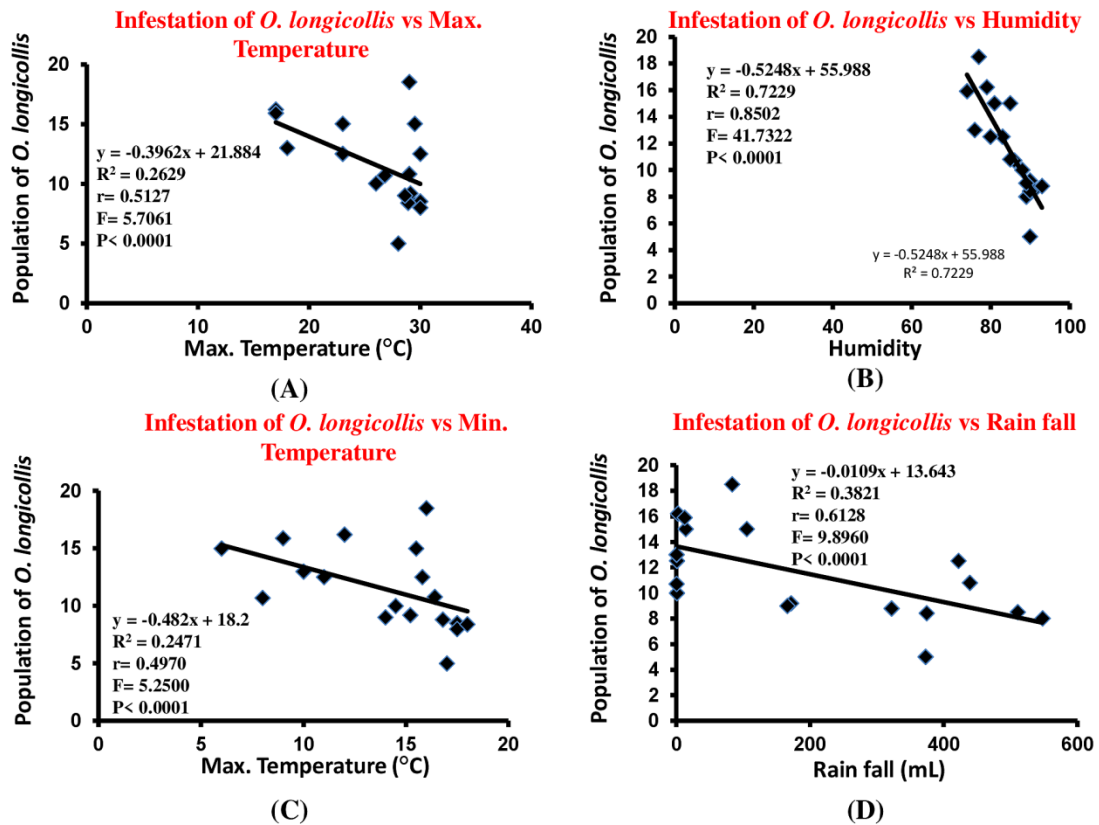 Infestation of O. longicollis vs Max.
Temperature
Population of O. longicollis
20
15
10
5
0
y = -0.3962x + 21.884
R² = 0.2629
r= 0.5127
F= 5.7061
P< 0.0001
0
10
20
30
40
Max. Temperature (°C)
(A)
Infestation of O. longicollis vs Humidity
Population of O. longicollis
20
18
16
14
12
10
8
6
4
2
0
y = -0.5248x + 55.988
R² = 0.7229
r= 0.8502
F= 41.7322
P< 0.0001
y = -0.5248x + 55.988
R² = 0.7229
0
20
40
60
80
100
Humidity
(B)
Infestation of O. longicollis vs Min.
Temperature
Population of O. longicollis
20
15
10
5
0
y = -0.482x + 18.2
R² = 0.2471
r= 0.4970
F= 5.2500
P< 0.0001
0
5
10
15
20
Max. Temperature (°C)
(C)
Infestation of O. longicollis vs Rain fall
Population of O. longicollis
20
18
16
14
12
10
8
6
4
2
0
y = -0.0109x + 13.643
R² = 0.3821
r= 0.6128
F= 9.8960
P< 0.0001
0
200
400
600
Rain fall (mL)
(D)